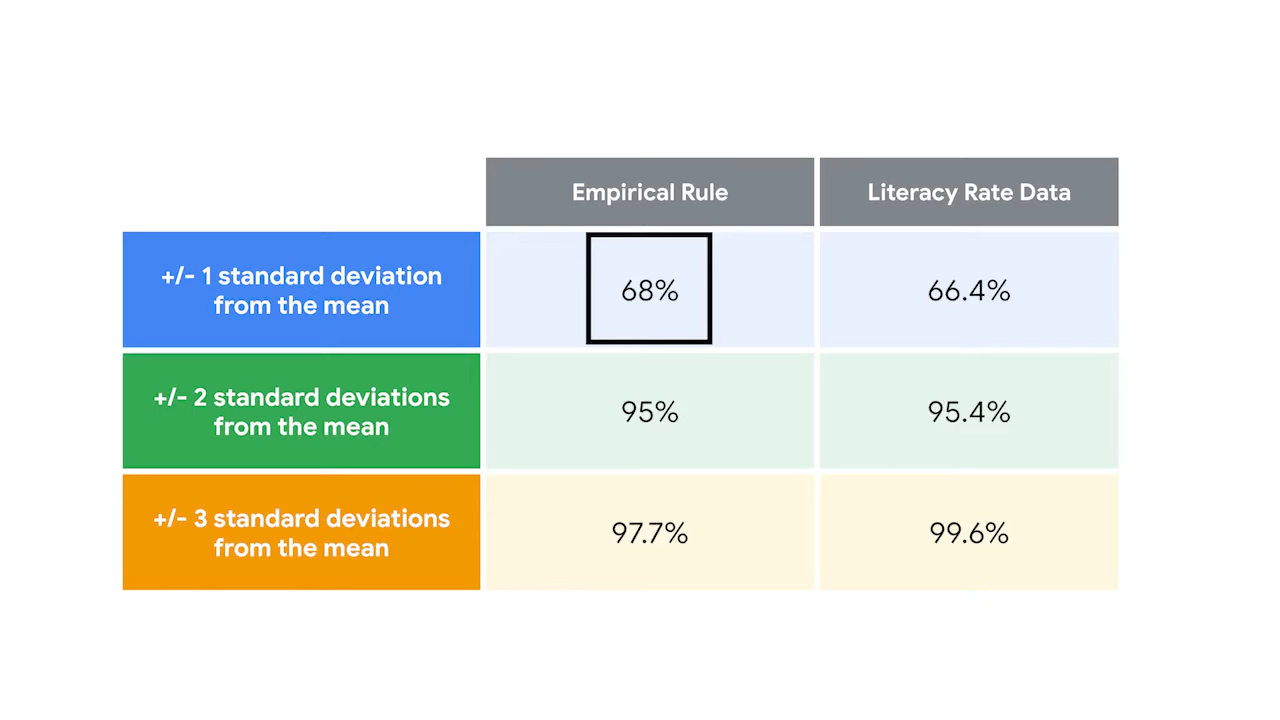 Empirical Rule
Literacy Rate Data
+/- 1 standard deviation
from the mean
68%
66.4%
+/- 2 standard deviations
from the mean
95%
95.4%
+/- 3 standard deviations
from the mean
97.7%
99.6%